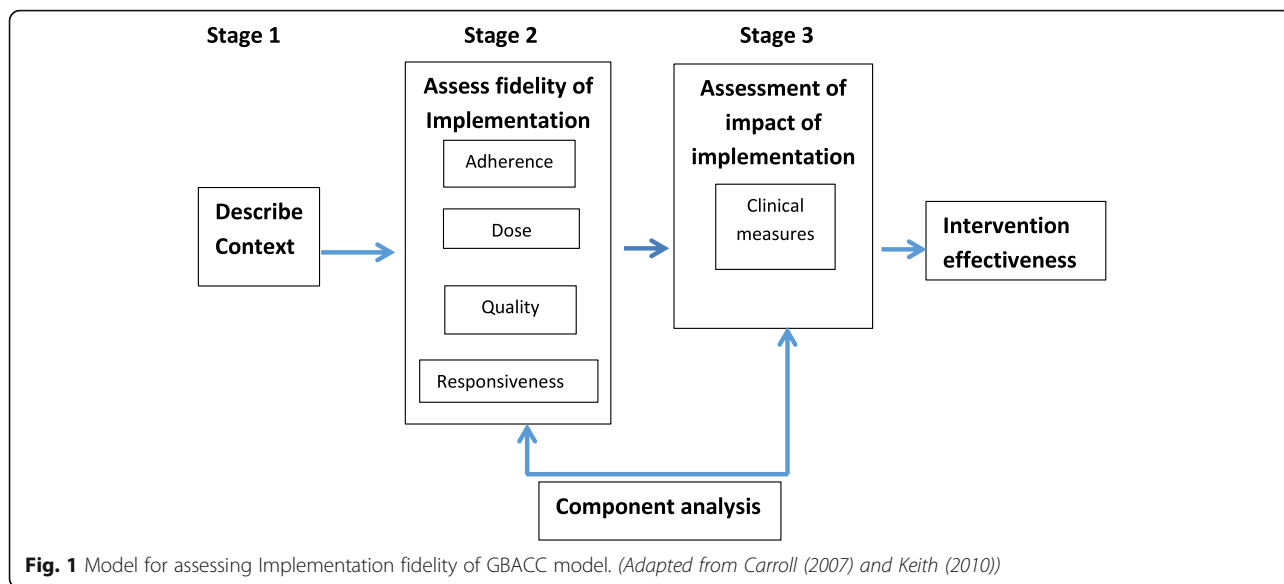 Stage 1
Stage 2
Stage 3
Describe
Context
Assess fidelity of
Implementation
Adherence
Dose
Quality
Responsiveness
Assessment of
impact of
implementation
Clinical
measures
Intervention
effectiveness
Component analysis
Fig. 1 Model for assessing Implementation fidelity of GBACC model. (Adapted from Carroll (2007) and Keith (2010))